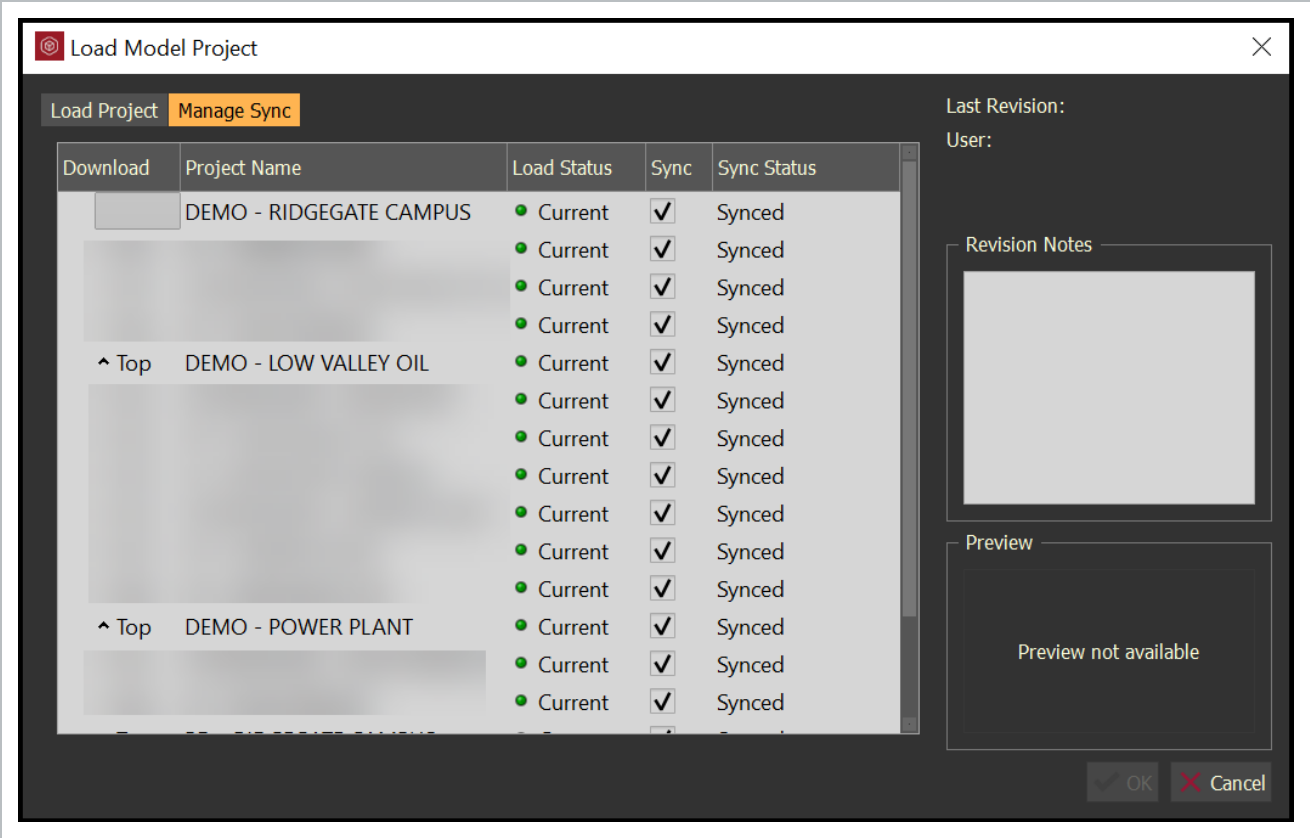 Load Model Project
Load Project Manage Sync
Last Revision:
User:
Download Project Name Load Status Sync Sync Status
DEMO - RIDGEGATE CAMPUS Current Synced
Current Synced
Current Synced
Current Synced
^ Top DEMO - LOW VALLEY OIL Current Synced
Current Synced
Current Synced
Current Synced
Current Synced
Current Synced
Current Synced
^ Top DEMO - POWER PLANT Current Synced
Current Synced
Current Synced
Revision Notes
Preview
Preview not available
OK Cancel